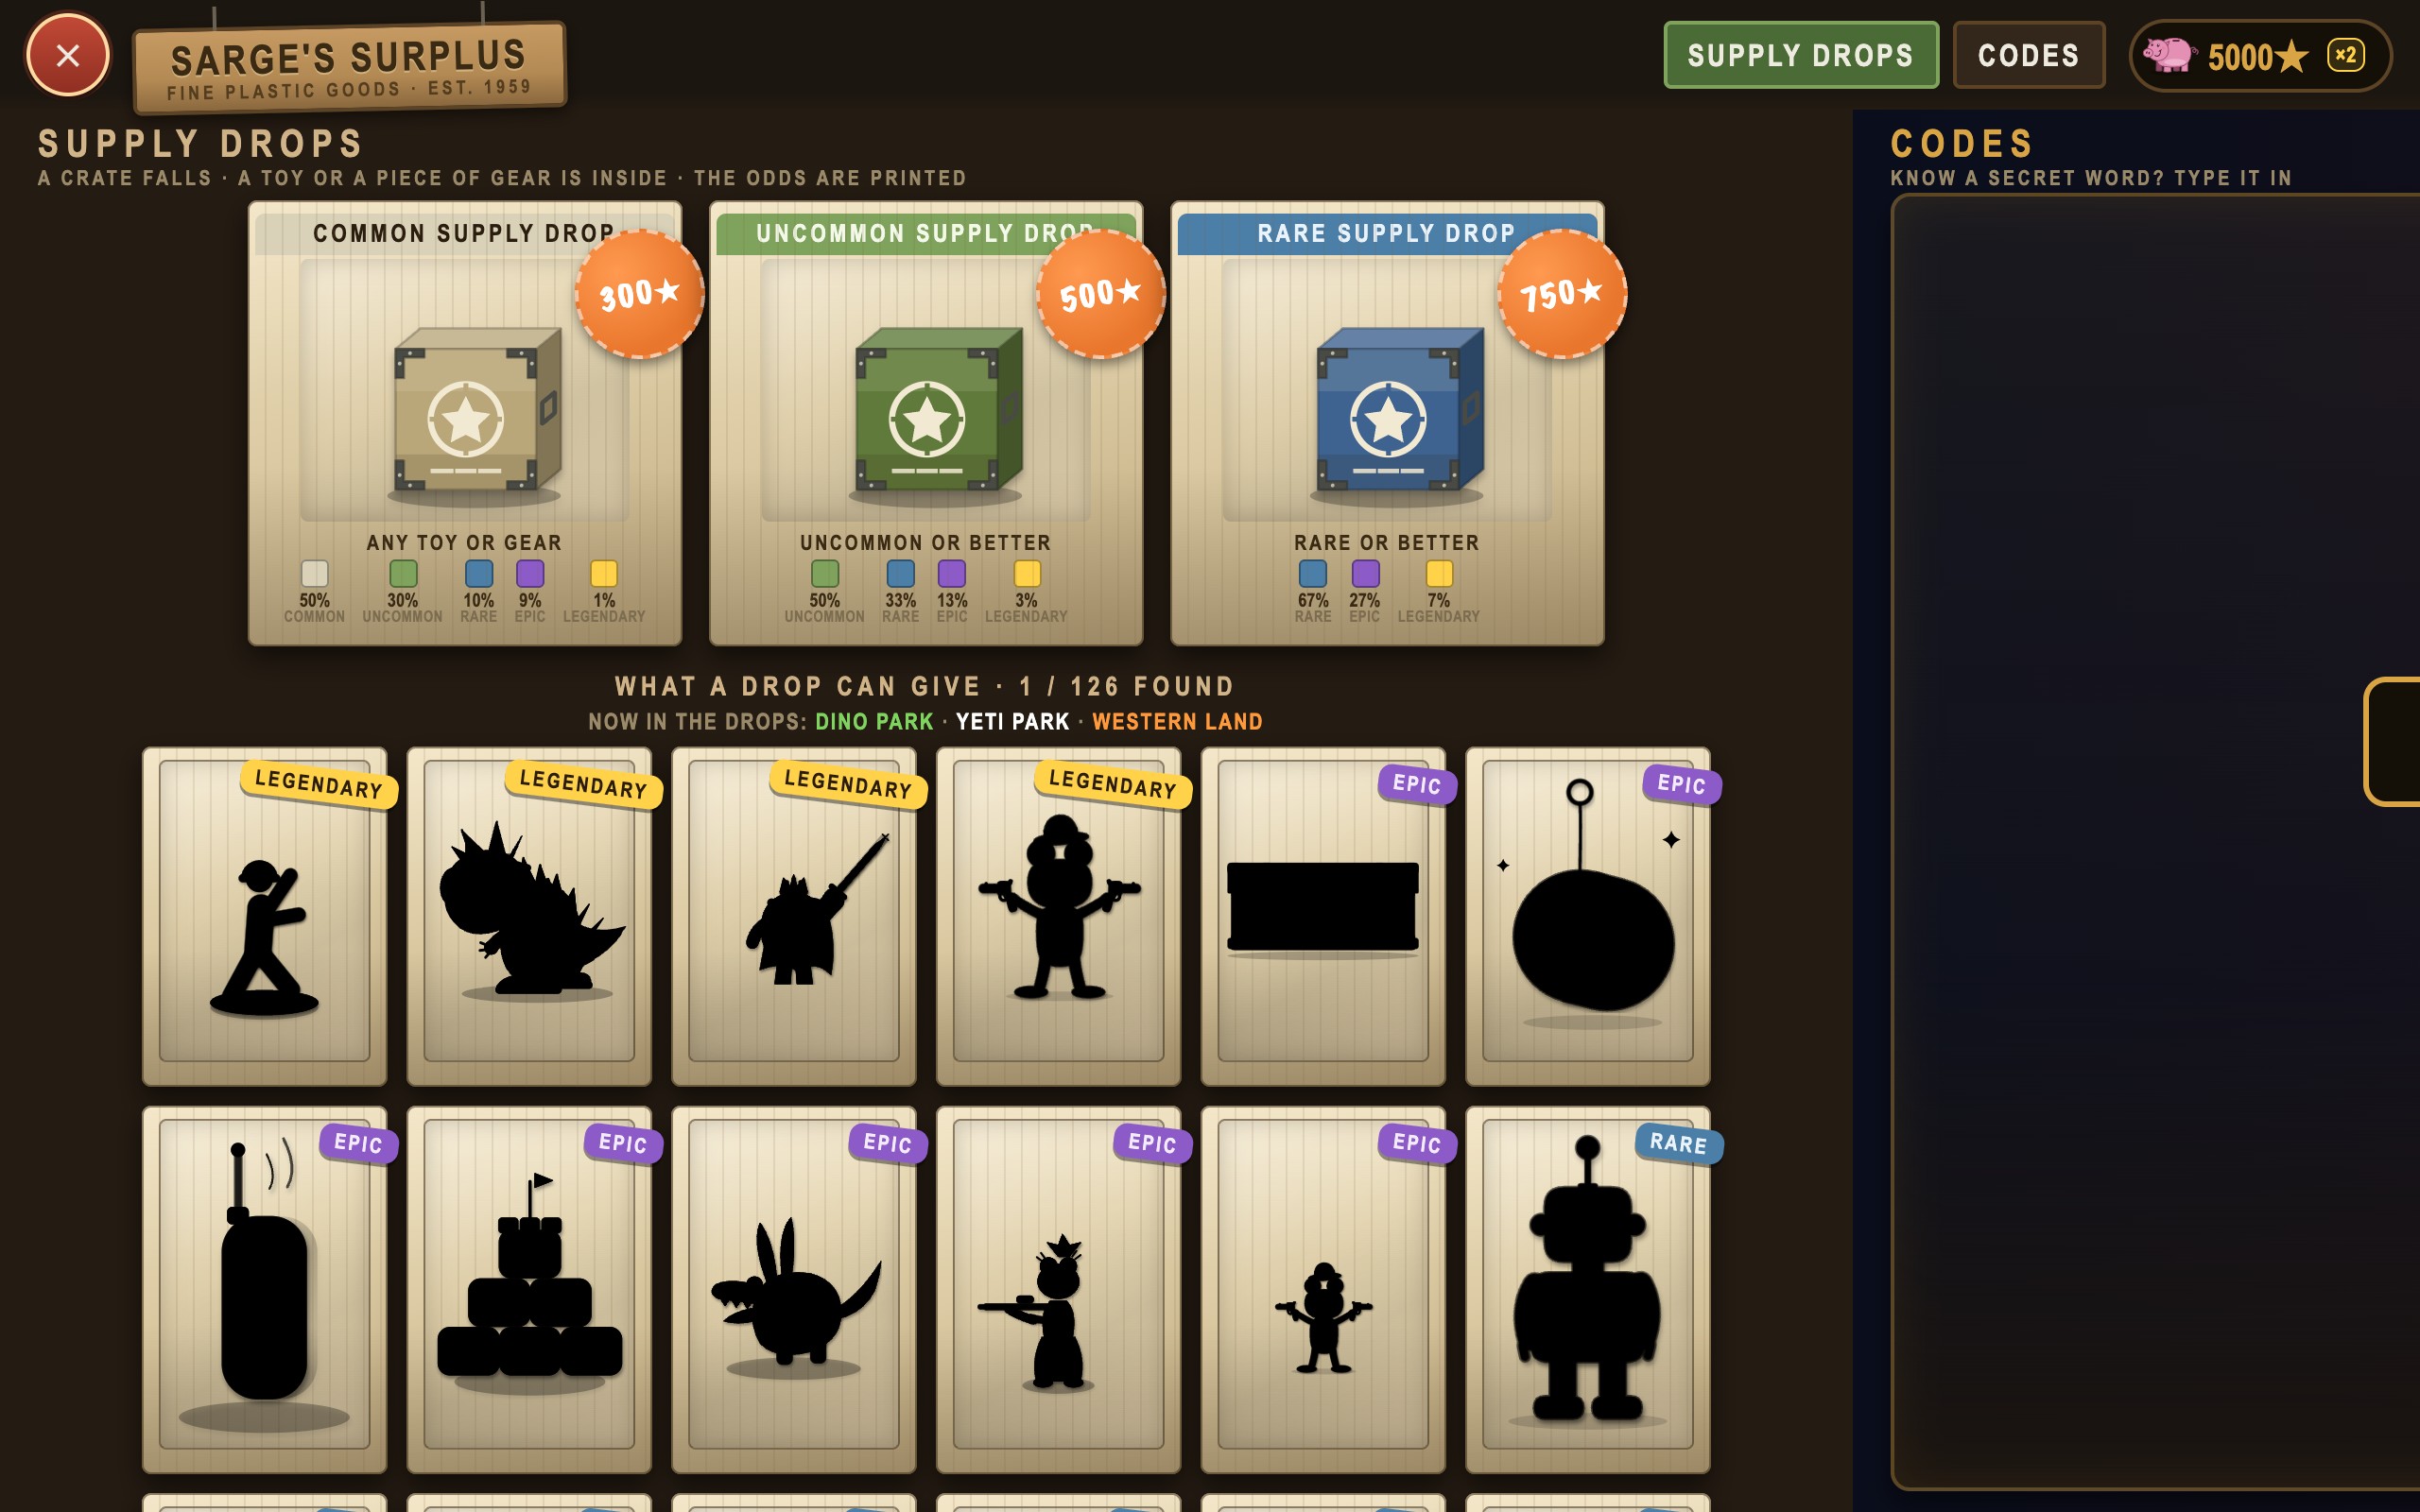 ×
SARGE'S SURPLUS
FINE PLASTIC GOODS · EST. 1959
SUPPLY DROPS
CODES
5000★
×2
SUPPLY DROPS
A CRATE FALLS · A TOY OR A PIECE OF GEAR IS INSIDE · THE ODDS ARE PRINTED
COMMON SUPPLY DROP
300★
ANY TOY OR GEAR
50% 30% 10% 9% 1%
COMMON UNCOMMON RARE EPIC LEGENDARY
UNCOMMON SUPPLY DROP
500★
UNCOMMON OR BETTER
50% 33% 13% 3%
UNCOMMON RARE EPIC LEGENDARY
RARE SUPPLY DROP
750★
RARE OR BETTER
67% 27% 7%
RARE EPIC LEGENDARY
WHAT A DROP CAN GIVE · 1 / 126 FOUND
NOW IN THE DROPS: DINO PARK · YETI PARK · WESTERN LAND
LEGENDARY
LEGENDARY
LEGENDARY
LEGENDARY
EPIC
EPIC
EPIC
EPIC
EPIC
EPIC
EPIC
RARE
CODES
KNOW A SECRET WORD? TYPE IT IN